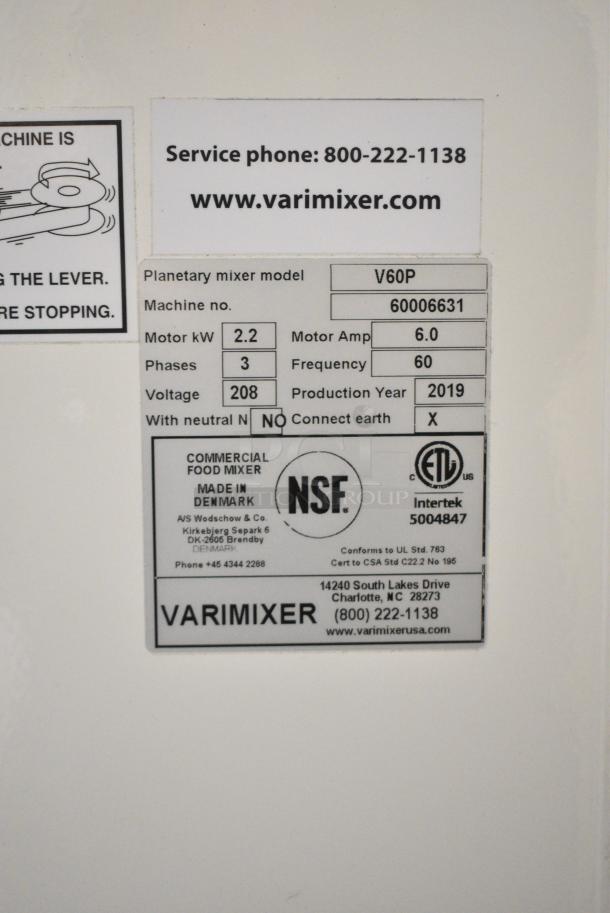 CHINE IS
G THE LEVER.
RE STOPPING.
Service phone: 800-222-1138
www.varimixer.com
Planetary mixer model V60P
Machine no. 60006631
Motor kW 2.2 Motor Amp 6.0
Phases 3 Frequency 60
Voltage 208 Production Year 2019
With neutral N NO Connect earth X
COMMERCIAL
FOOD MIXER
MADE IN
DENMARK
A/S Wodschow & Co.
Kirkebjerg Søpark 6
DK-2605 Brøndby
DENMARK
Phone +45 4344 2288
NSF.
C ETL US
Intertek
5004847
Conforms to UL Std. 763
Cert to CSA Std C22.2 No 195
VARIMIXER
14240 South Lakes Drive
Charlotte, NC 28273
(800) 222-1138
www.varimixerusa.com